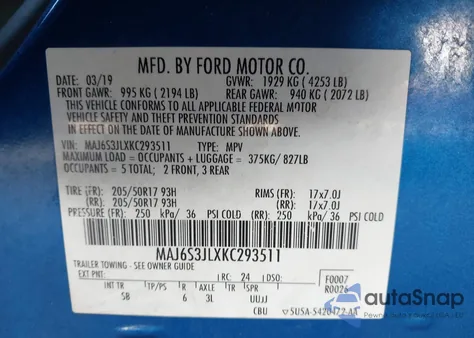 MFD. BY FORD MOTOR CO.
DATE: 03/19 GVWR: 1929 KG ( 4253 LB)
FRONT GAWR: 995 KG ( 2194 LB) REAR GAWR: 940 KG ( 2072 LB)
THIS VEHICLE CONFORMS TO ALL APPLICABLE FEDERAL MOTOR
VEHICLE SAFETY AND THEFT PREVENTION STANDARDS
IN EFFECT ON THE DATE OF MANUFACTURE SHOWN ABOVE.
VIN: MAJ6S3JLXKC293511 TYPE: MPV
MAXIMUM LOAD = OCCUPANTS + LUGGAGE = 375KG/ 827LB
OCCUPANTS = 5 TOTAL; 2 FRONT, 3 REAR
TIRE (FR): 205/50R17 93H RIMS (FR): 17x7.0J
(RR): 205/50R17 93H (RR): 17x7.0J
PRESSURE (FR): 250 kPa/ 36 PSI COLD (RR): 250 kPa/ 36 PSI COLD
MAJ6S3JLXKC293511
TRAILER TOWING - SEE OWNER GUIDE
EXT PNT: RC: 24 DSO: F0007
R0026
INT TR TP/PS R AXLE TR SPR
SB 6 3L UUJJ
CBU
autoSnap